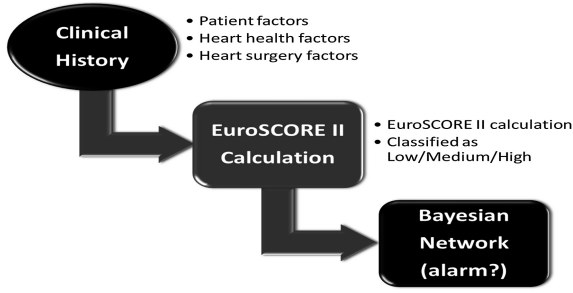 Clinical
History
• Patient factors
• Heart health factors
• Heart surgery factors
EuroSCORE II
Calculation
• EuroSCORE II calculation
• Classified as
Low/Medium/High
Bayesian
Network
(alarm?)